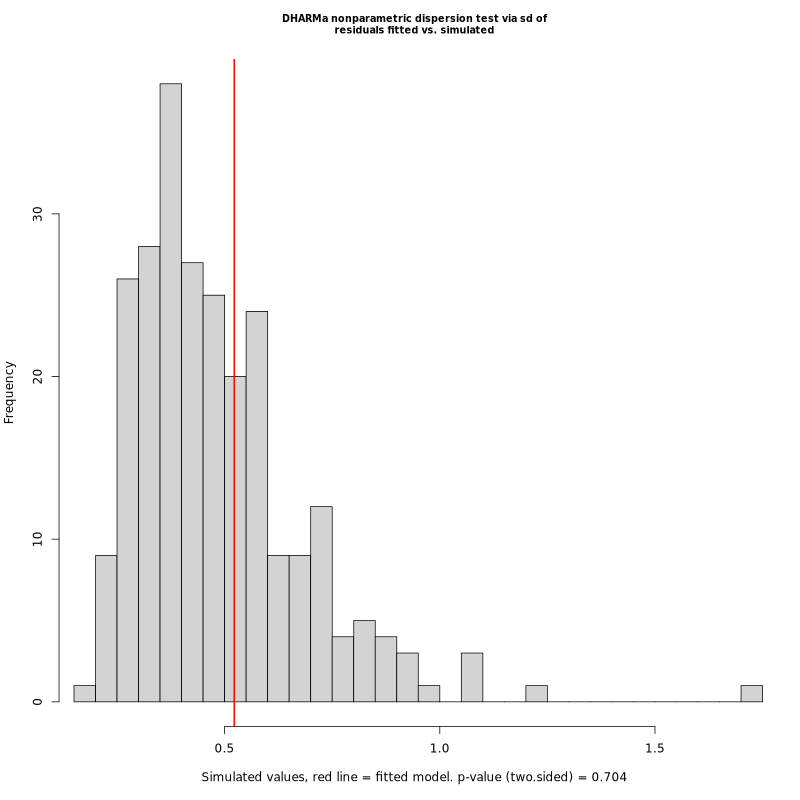 DHARMa nonparametric dispersion test via sd of
residuals fitted vs. simulated
Frequency
30
20
10
0
0.5
1.0
1.5
Simulated values, red line = fitted model. p-value (two.sided) = 0.704